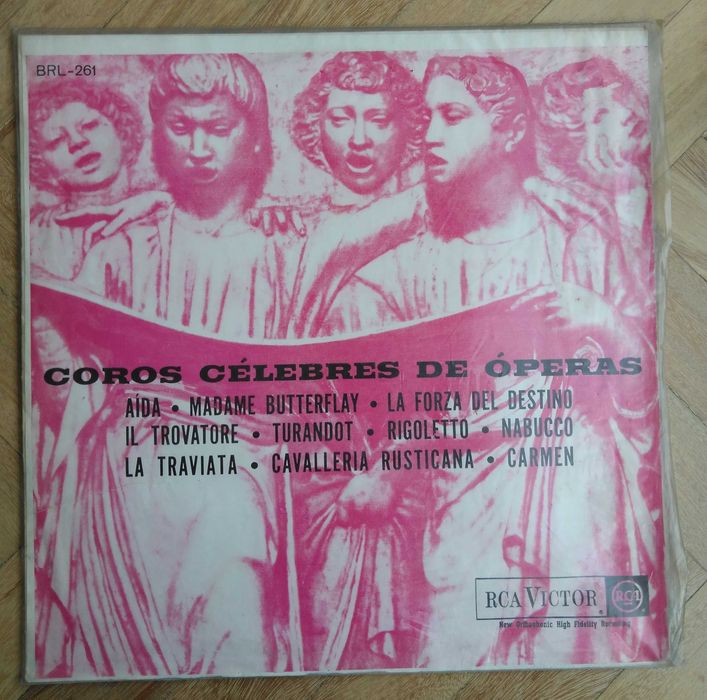 BRL-261
COROS CÉLEBRES DE ÓPERAS
AÍDA • MADAME BUTTERFLAY • LA FORZA DEL DESTINO
IL TROVATORE • TURANDOT • RIGOLETTO • NABUCCO
LA TRAVIATA • CAVALLERIA RUSTICANA • CARMEN
RCA VICTOR RCA
New Orthophonic High Fidelity Recording